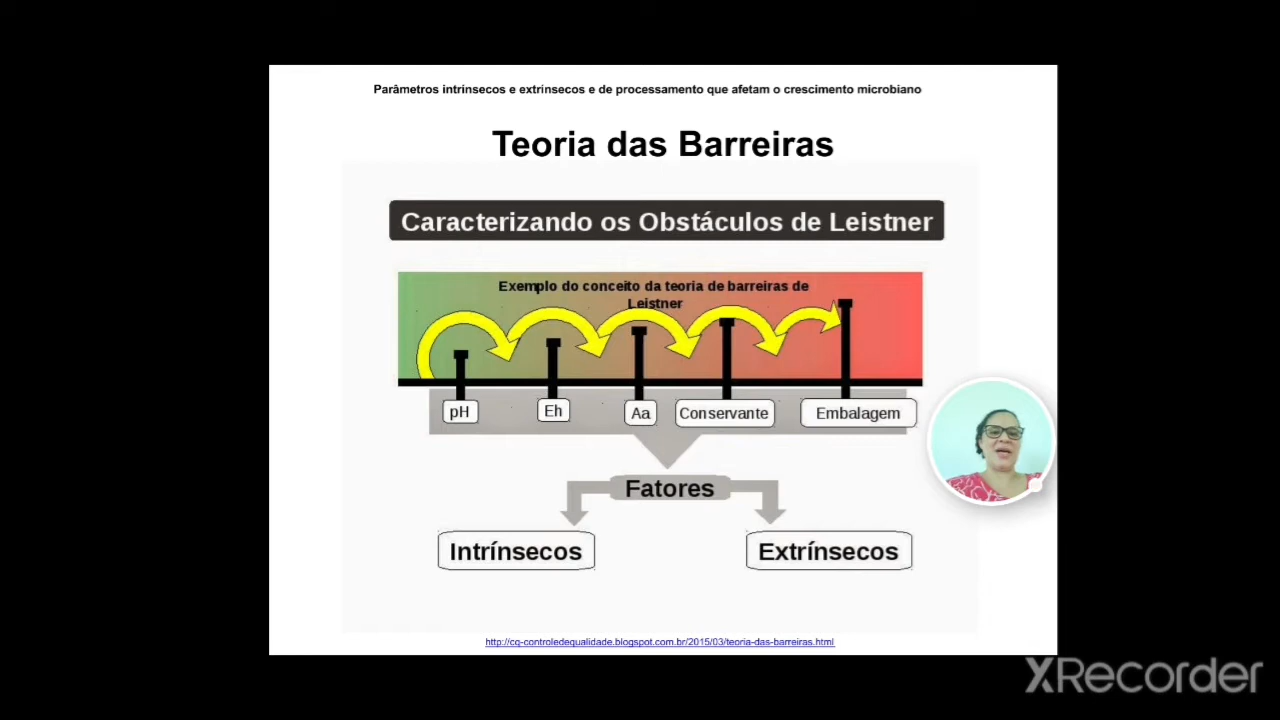 Parâmetros intrínsecos e extrínsecos e de processamento que afetam o crescimento microbiano
Teoria das Barreiras
Caracterizando os Obstáculos de Leistner
Exemplo do conceito da teoria de barreiras de
Leistner
pH
Eh
Aa
Conservante
Embalagem
Fatores
Intrínsecos
Extrínsecos
http://cq-controledequalidade.blogspot.com.br/2015/03/teoria-das-barreiras.html
XRecorder